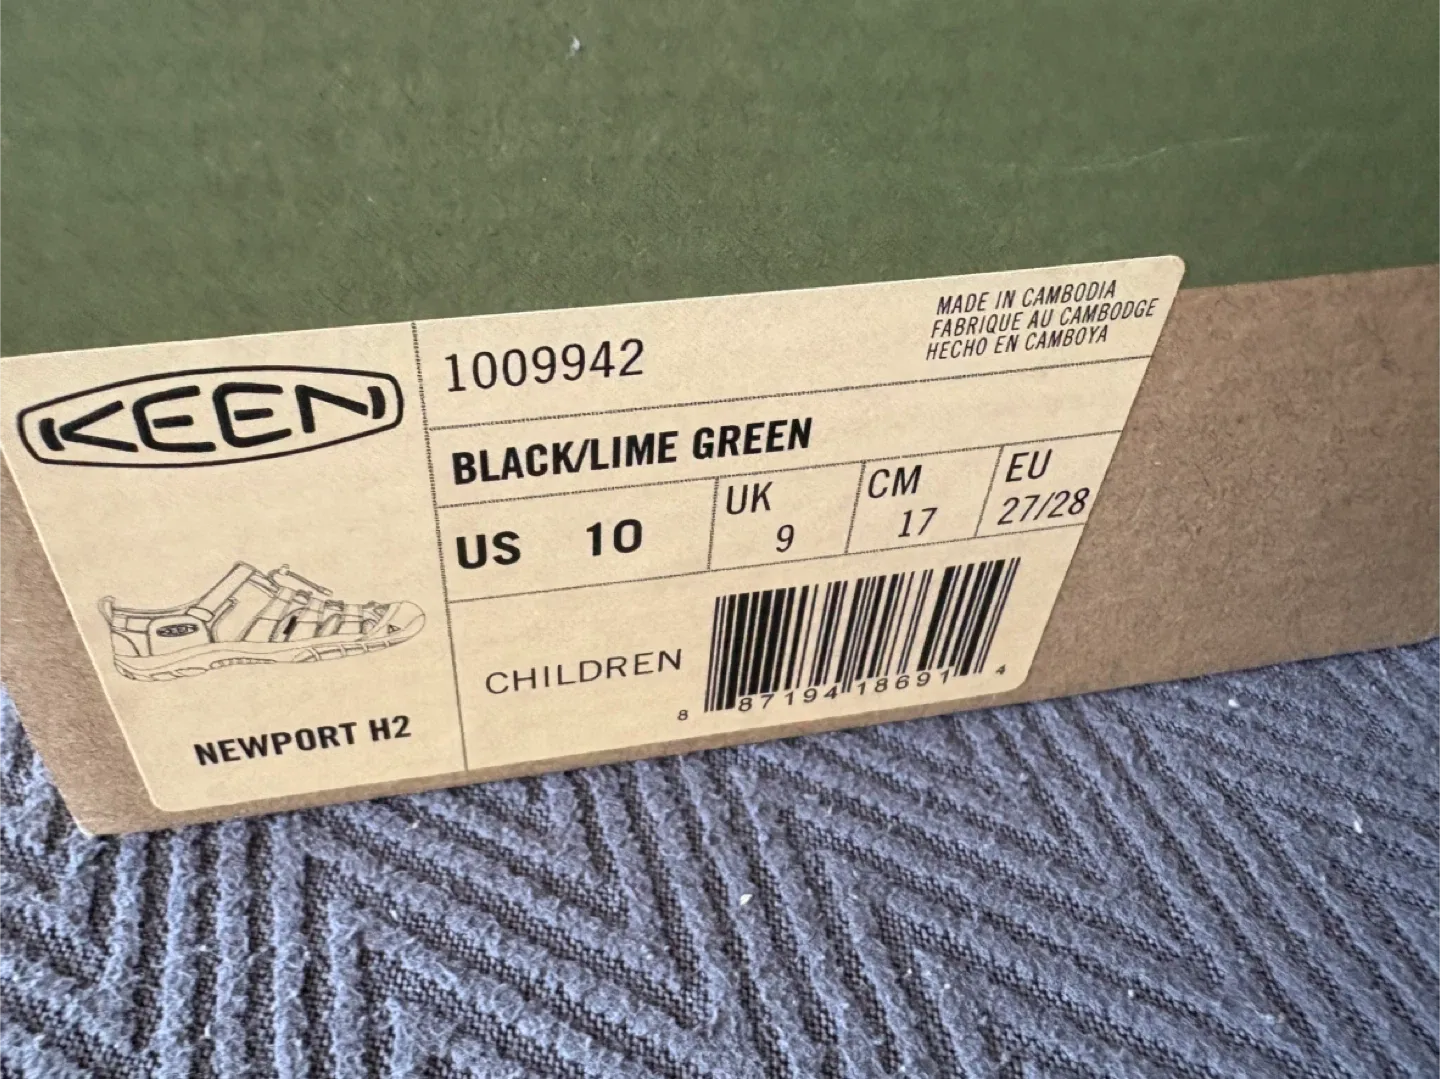 KEEN
1009942
MADE IN CAMBODIA
FABRIQUE AU CAMBODGE
HECHO EN CAMBOYA
BLACK/LIME GREEN
US 10
UK 9
CM 17
EU 27/28
KEEN
CHILDREN
8 87194 18691 4
NEWPORT H2